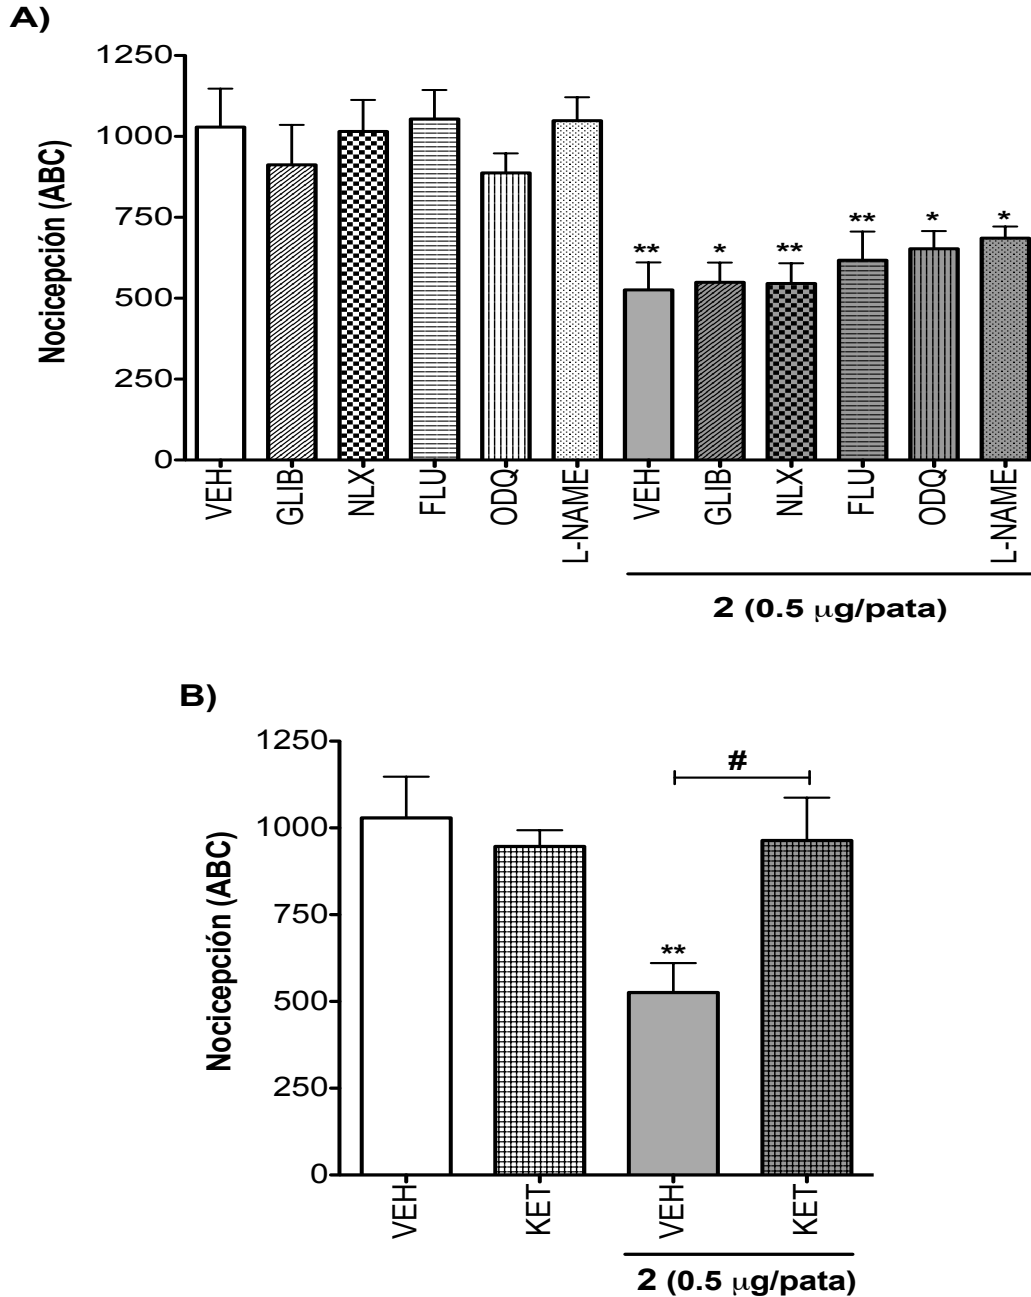 A)
Nocicepción (ABC)
1250
1000
750
500
250
0
** * ** ** * *
VEH GLIB NLX FLU ODQ L-NAME VEH GLIB NLX FLU ODQ L-NAME
2 (0.5 μg/pata)
B)
Nocicepción (ABC)
1250
1000
750
500
250
0
#
**
VEH KET VEH KET
2 (0.5 μg/pata)